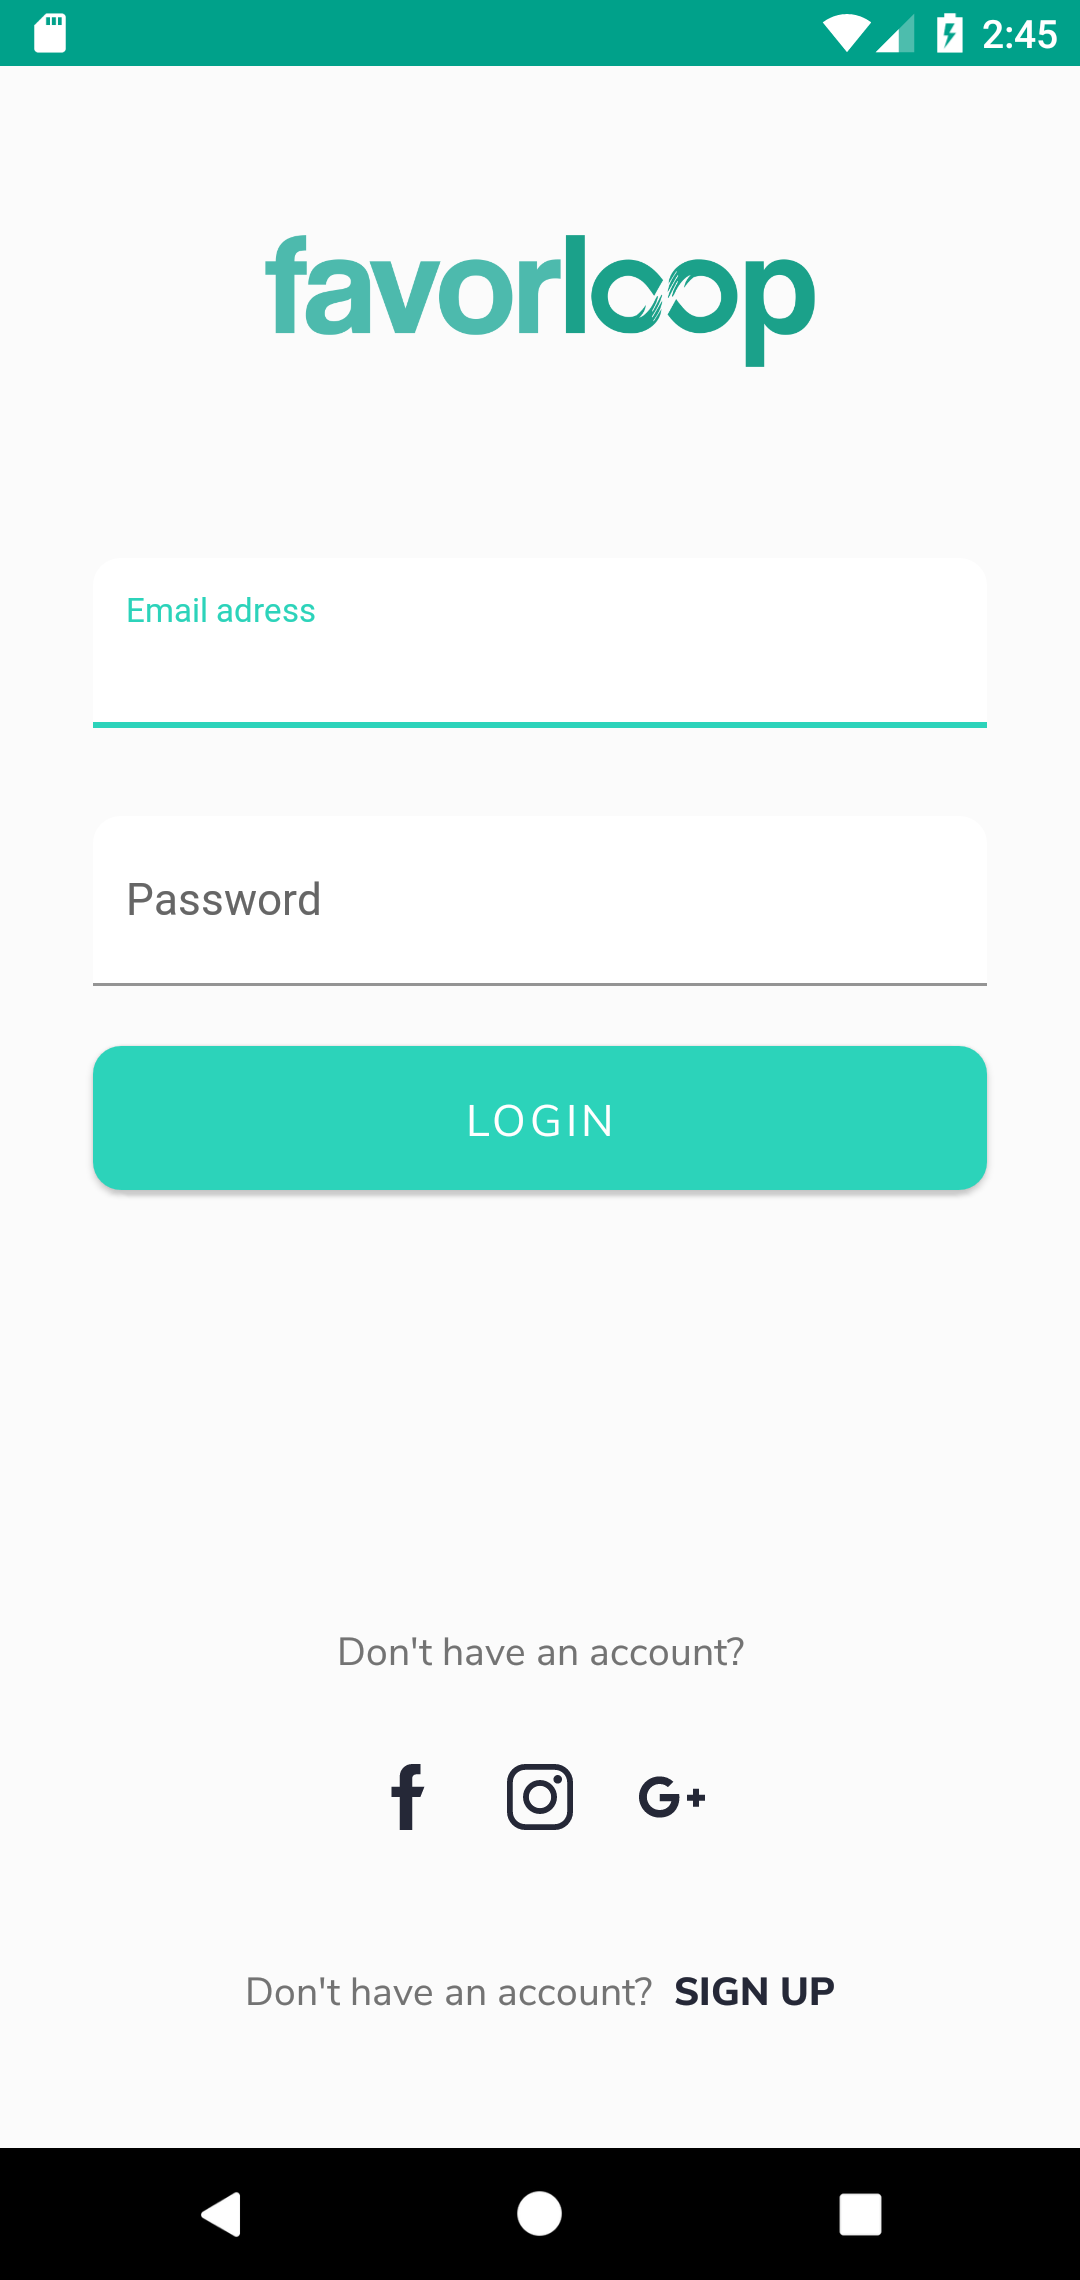 2:45
favorloop
Email adress
Password
LOGIN
Don't have an account?
G+
Don't have an account? SIGN UP